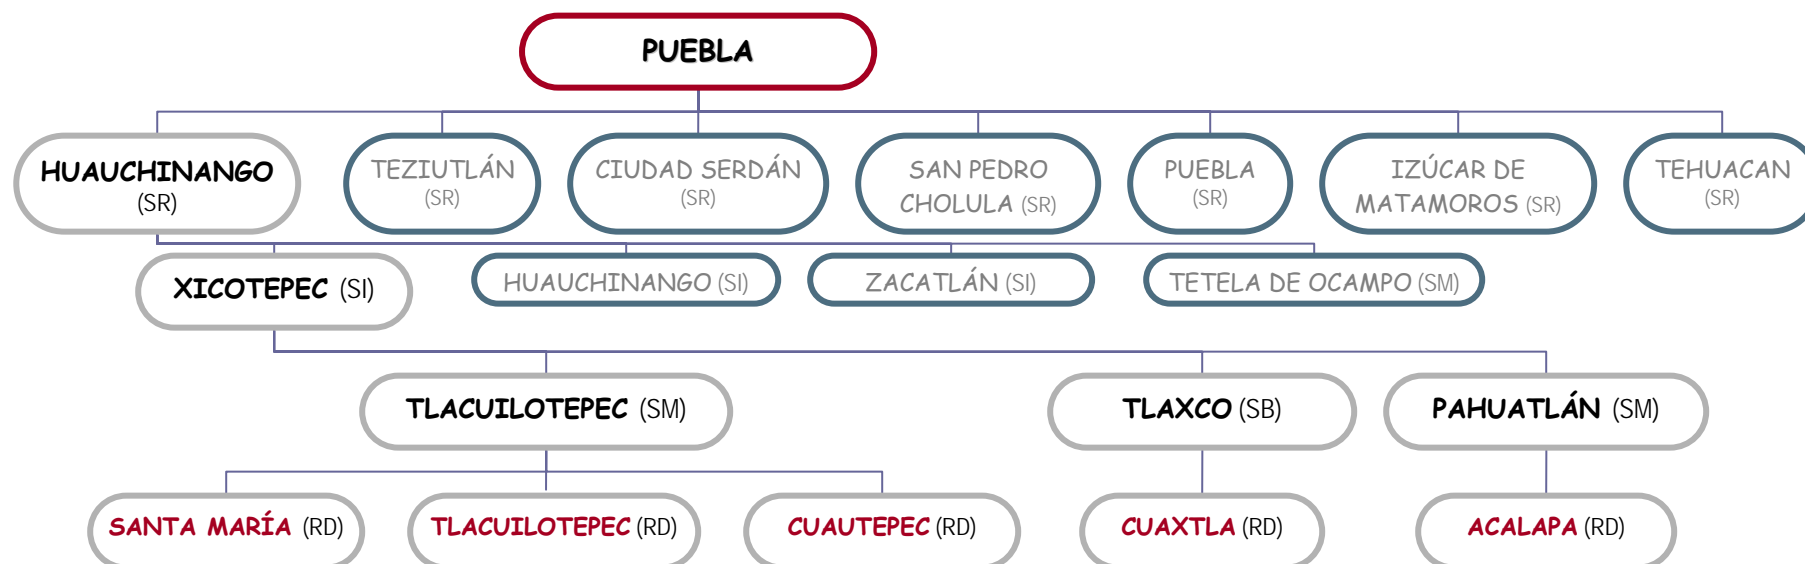 PUEBLA
HUAUCHINANGO
(SR)
TEZIUTLÁN
(SR)
CIUDAD SERDÁN
(SR)
SAN PEDRO
CHOLULA (SR)
PUEBLA
(SR)
IZÚCAR DE
MATAMOROS (SR)
TEHUACAN
(SR)
XICOTEPEC (SI)
HUAUCHINANGO (SI)
ZACATLÁN (SI)
TETELA DE OCAMPO (SM)
TLACUILOTEPEC (SM)
TLAXCO (SB)
PAHUATLÁN (SM)
SANTA MARÍA (RD)
TLACUILOTEPEC (RD)
CUAUTEPEC (RD)
CUAXTLA (RD)
ACALAPA (RD)